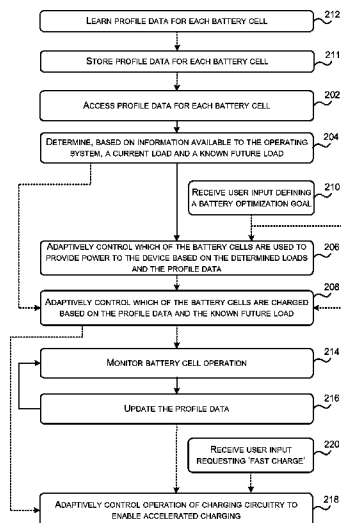 LEARN PROFILE DATA FOR EACH BATTERY CELL
212
STORE PROFILE DATA FOR EACH BATTERY CELL
211
ACCESS PROFILE DATA FOR EACH BATTERY CELL
202
DETERMINE, BASED ON INFORMATION AVAILABLE TO THE OPERATING
SYSTEM, A CURRENT LOAD AND A KNOWN FUTURE LOAD
204
RECEIVE USER INPUT DEFINING
A BATTERY OPTIMIZATION GOAL
210
ADAPTIVELY CONTROL WHICH OF THE BATTERY CELLS ARE USED TO
PROVIDE POWER TO THE DEVICE BASED ON THE DETERMINED LOADS
AND THE PROFILE DATA
206
ADAPTIVELY CONTROL WHICH OF THE BATTERY CELLS ARE CHARGED
BASED ON THE PROFILE DATA AND THE KNOWN FUTURE LOAD
208
MONITOR BATTERY CELL OPERATION
214
UPDATE THE PROFILE DATA
216
RECEIVE USER INPUT
REQUESTING 'FAST CHARGE'
220
ADAPTIVELY CONTROL OPERATION OF CHARGING CIRCUITRY TO
ENABLE ACCELERATED CHARGING
218